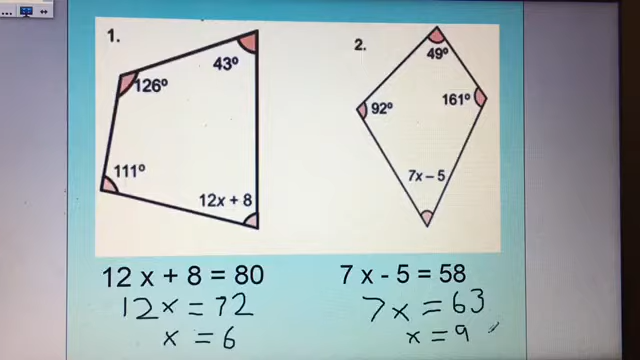 1.
43º
126º
111º
12x + 8
2.
49º
92º
161º
7x – 5
12 x + 8 = 80
12x = 72
x = 6
7 x - 5 = 58
7x = 63
x = 9